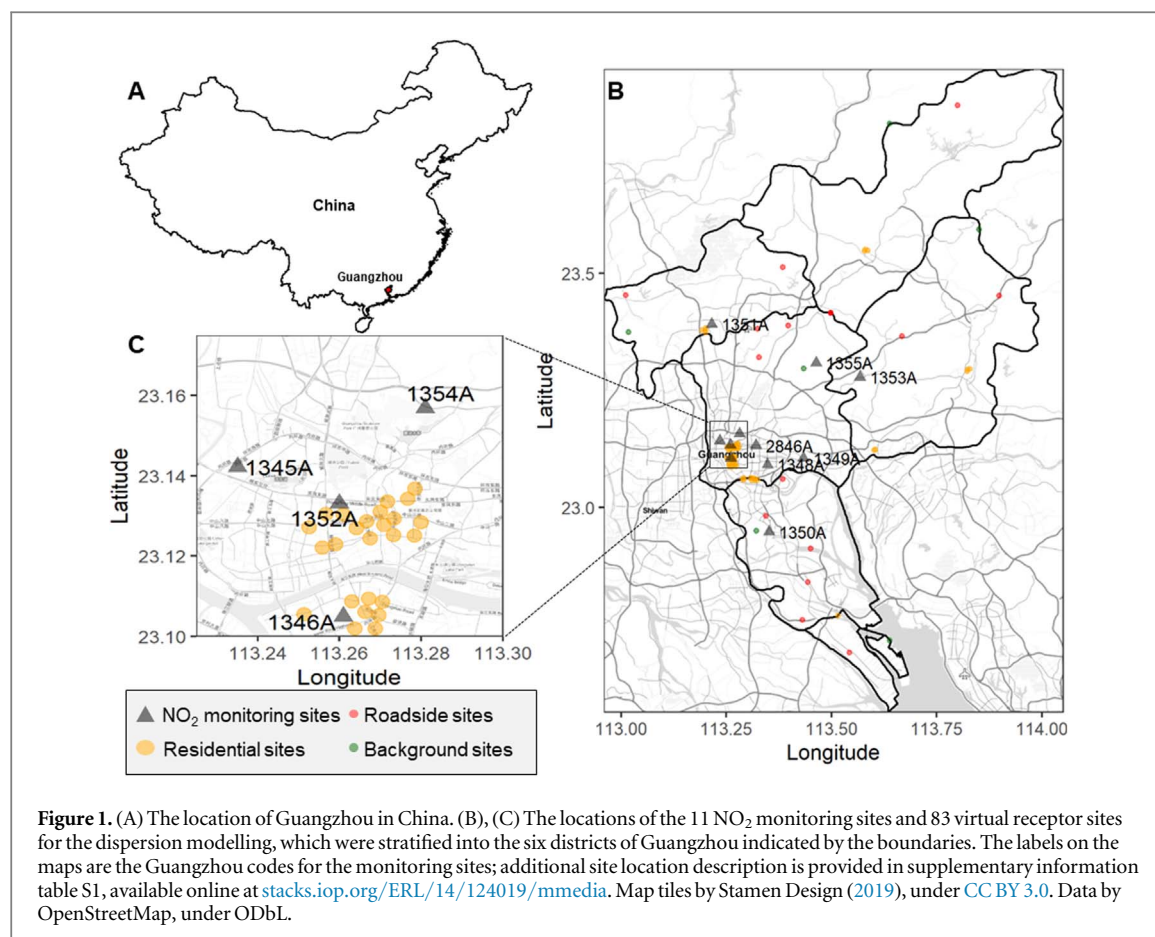 A
China
Guangzhou
B
Latitude
23.5
23.0
1351A
1355A
1353A
2846A
Guangzhou
1349A
1348A
1350A
113.00 113.25 113.50 113.75 114.00
Longitude
C
Latitude
23.16
23.14
23.12
23.10
1354A
1345A
1352A
1346A
113.24 113.26 113.28 113.30
Longitude
NO₂ monitoring sites
Roadside sites
Residential sites
Background sites
Figure 1. (A) The location of Guangzhou in China. (B), (C) The locations of the 11 NO₂ monitoring sites and 83 virtual receptor sites
for the dispersion modelling, which were stratified into the six districts of Guangzhou indicated by the boundaries. The labels on the
maps are the Guangzhou codes for the monitoring sites; additional site location description is provided in supplementary information
table S1, available online at stacks.iop.org/ERL/14/124019/mmedia. Map tiles by Stamen Design (2019), under CC BY 3.0. Data by
OpenStreetMap, under ODbL.